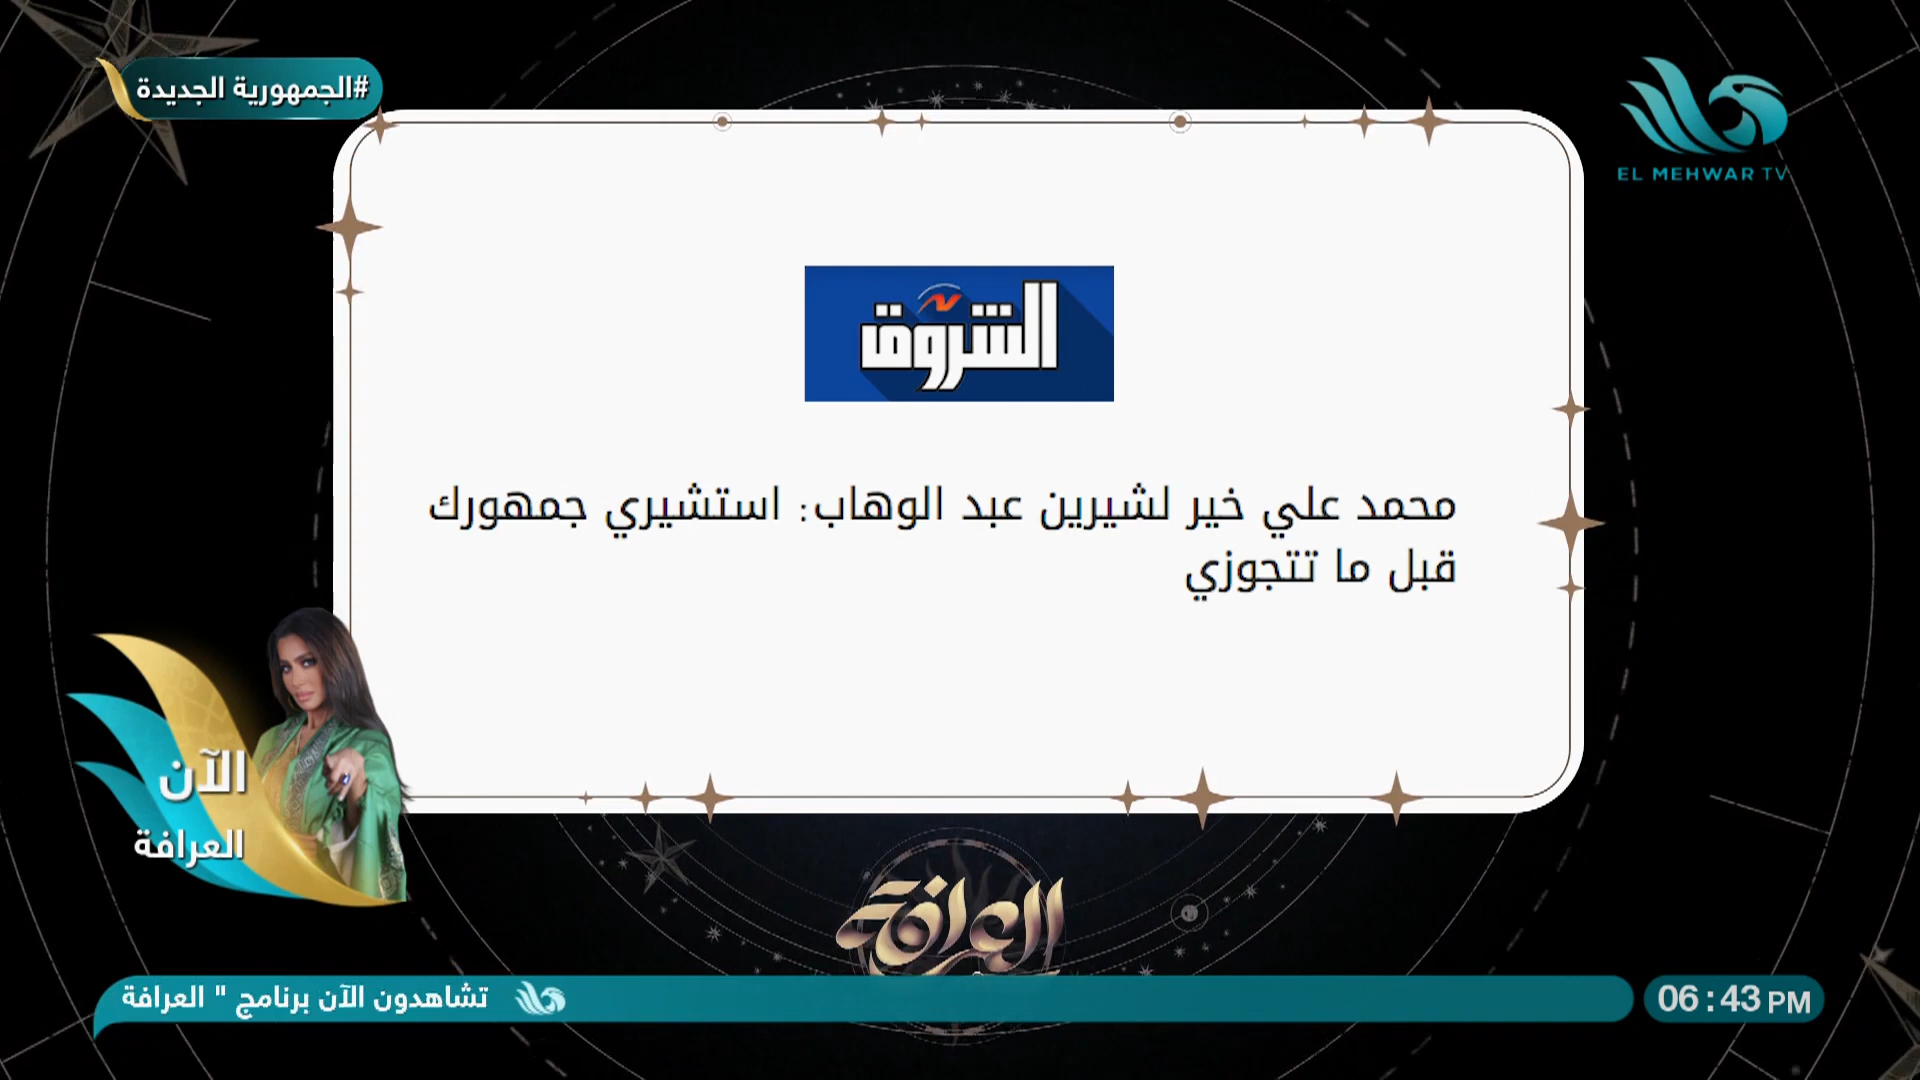 #الجمهورية الجديدة
EL MEHWAR TV
الشروق
محمد علي خير لشيرين عبد الوهاب: استشيري جمهورك
قبل ما تتجوزي
الآن
العرافة
العرافة
تشاهدون الآن برنامج " العرافة
06:43 PM